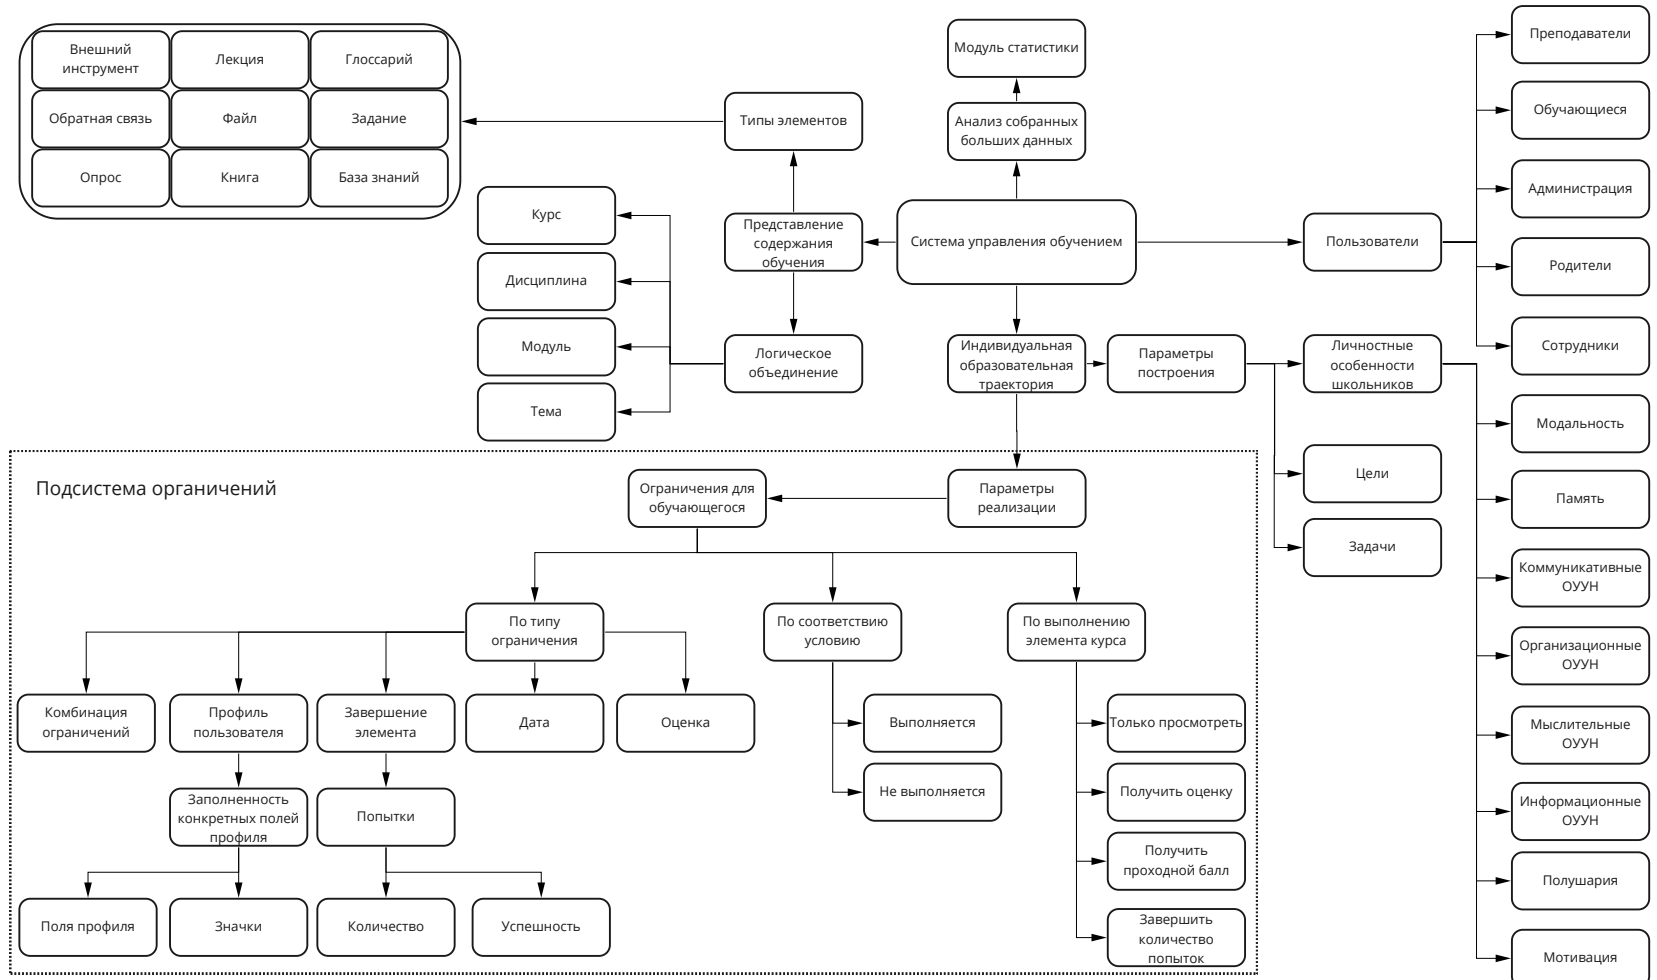 Внешний
инструмент
Лекция
Глоссарий
Обратная связь
Файл
Задание
Опрос
Книга
База знаний
Типы элементов
Модуль статистики
Анализ собранных
больших данных
Преподаватели
Обучающиеся
Администрация
Родители
Сотрудники
Курс
Дисциплина
Модуль
Тема
Представление
содержания
обучения
Система управления обучением
Пользователи
Логическое
объединение
Индивидуальная
образовательная
траектория
Параметры
построения
Личностные
особенности
школьников
Цели
Задачи
Модальность
Память
Коммуникативные
ОУУН
Организационные
ОУУН
Мыслительные
ОУУН
Информационные
ОУУН
Полушария
Мотивация
Подсистема органичений
Ограничения для
обучающегося
Параметры
реализации
По типу
ограничения
По соответствию
условию
По выполнению
элемента курса
Комбинация
ограничений
Профиль
пользователя
Завершение
элемента
Дата
Оценка
Выполняется
Не выполняется
Только просмотреть
Получить оценку
Получить
проходной балл
Завершить
количество
попыток
Заполненность
конкретных полей
профиля
Попытки
Поля профиля
Значки
Количество
Успешность